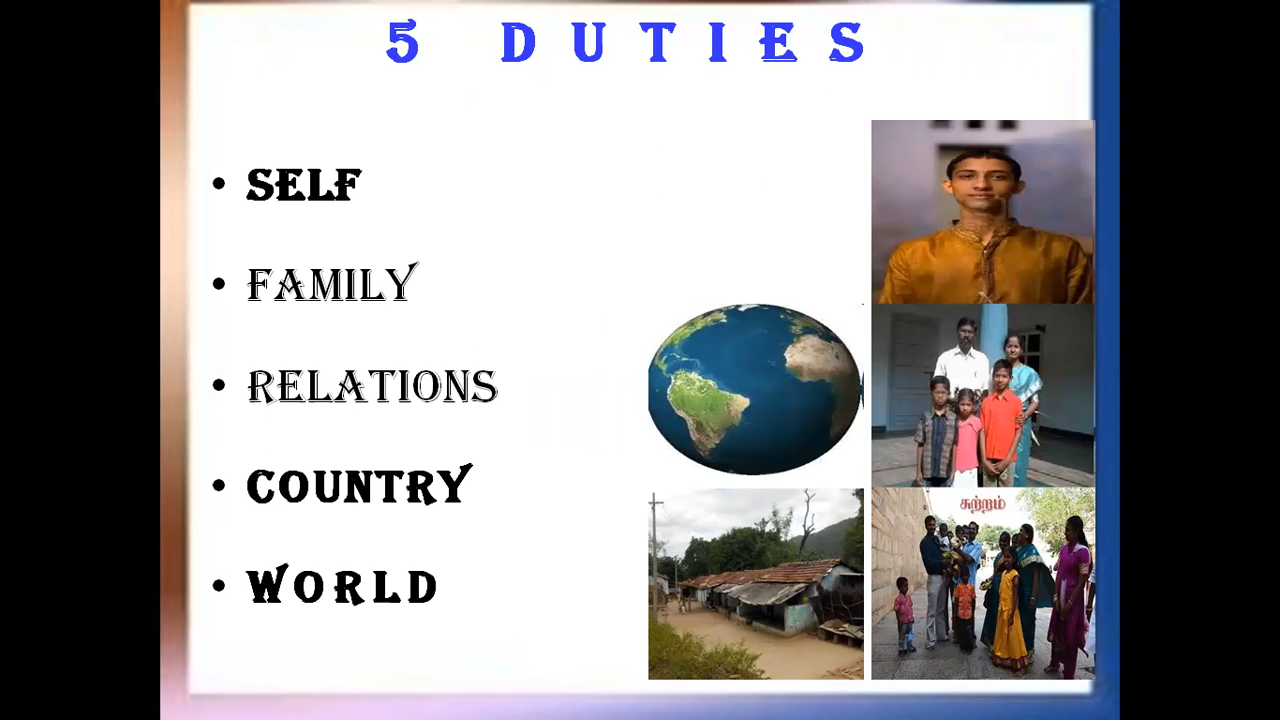 5 DUTIES
• SELF
• FAMILY
• RELATIONS
• COUNTRY
• WORLD
சுற்றம்